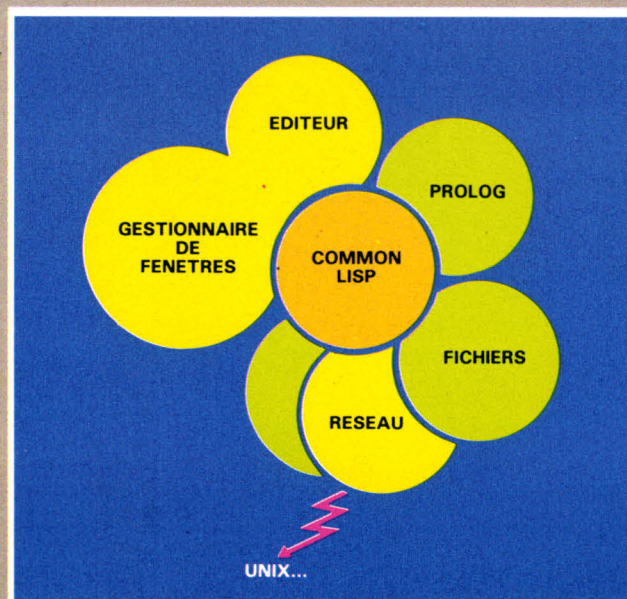 EDITEUR
PROLOG
GESTIONNAIRE
DE
FENETRES
COMMON
LISP
FICHIERS
RESEAU
UNIX...